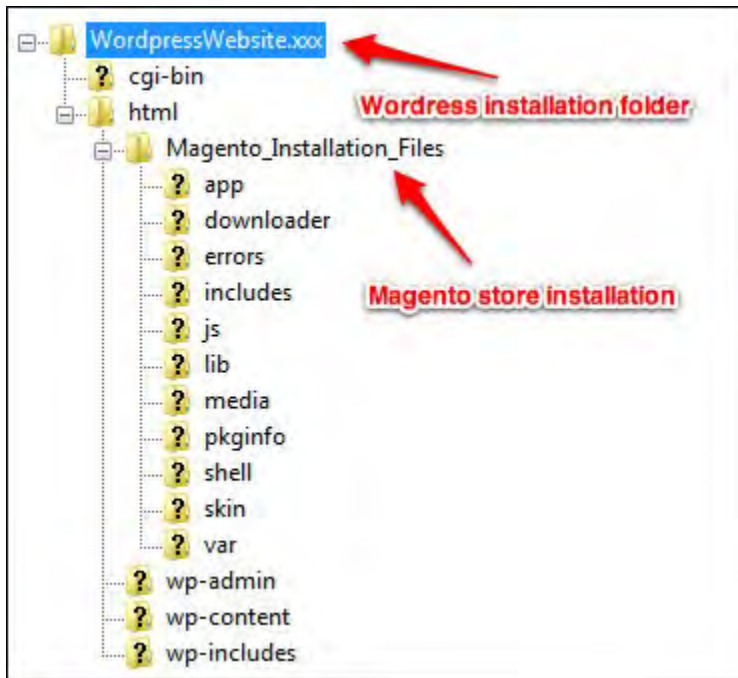 WordpressWebsite.xxx
cgi-bin
Wordress installation folder
html
Magento_Installation_Files
app
downloader
errors
includes
Magento store installation
js
lib
media
pkginfo
shell
skin
var
wp-admin
wp-content
wp-includes